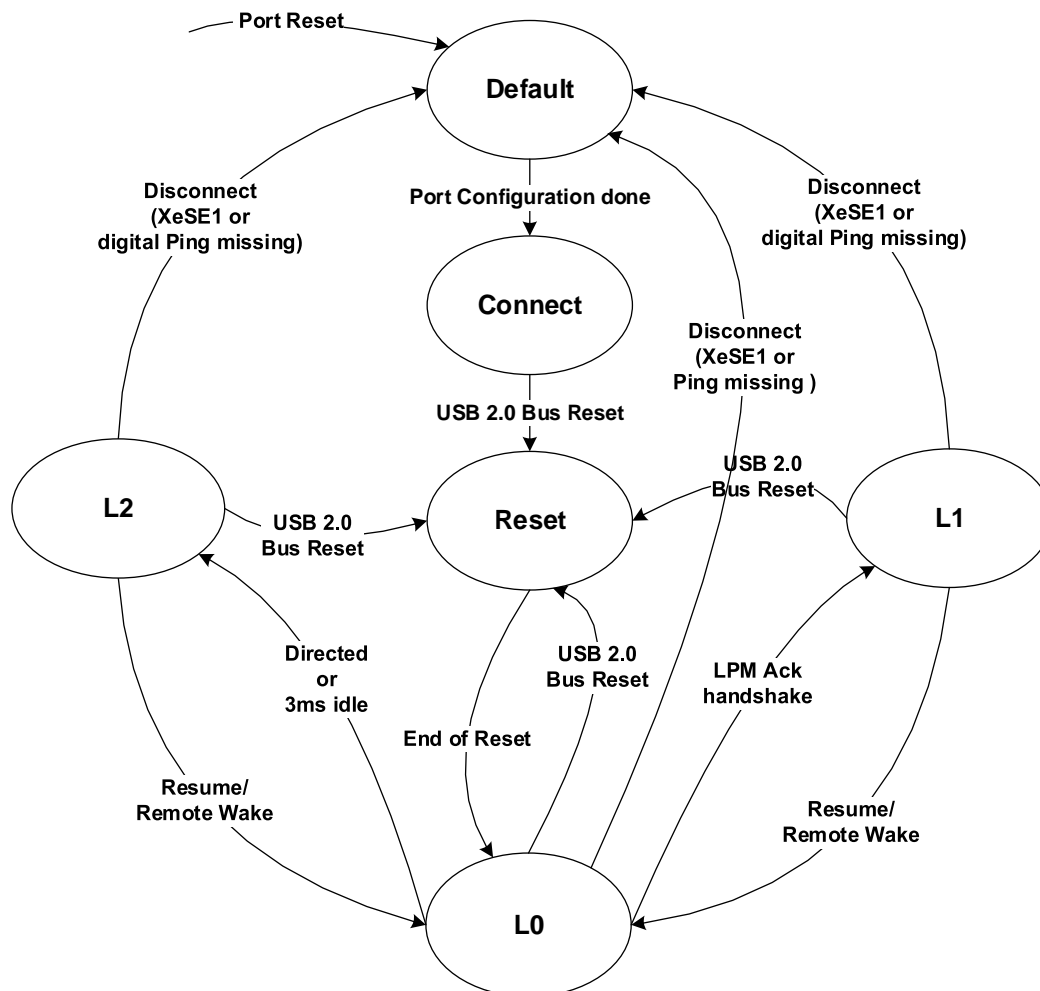 Port Reset
Default
Disconnect
(XeSE1 or
digital Ping missing)
Port Configuration done
Disconnect
(XeSE1 or
digital Ping missing)
Connect
Disconnect
(XeSE1 or
Ping missing )
USB 2.0 Bus Reset
L2
USB 2.0
Bus Reset
Reset
USB 2.0
Bus Reset
L1
Directed
or
3ms idle
USB 2.0
Bus Reset
LPM Ack
handshake
End of Reset
Resume/
Remote Wake
Resume/
Remote Wake
L0